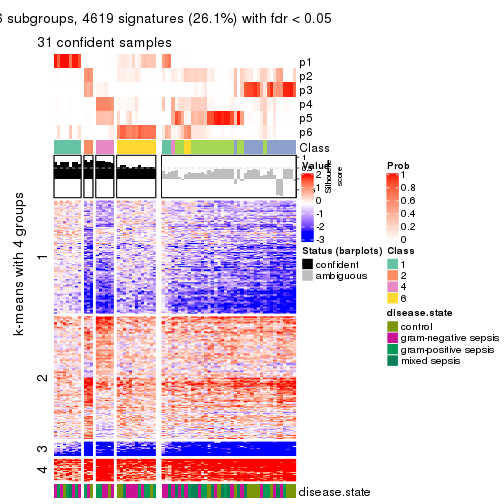 6 subgroups, 4619 signatures (26.1%) with fdr < 0.05
31 confident samples
p1
p2
p3
p4
p5
p6
Class
1
Silhouette
score
k-means with 4 groups
1
2
3
4
disease.state
Value
2
1
0
-1
-2
-3
Status (barplots)
confident
ambiguous
Prob
1
0.8
0.6
0.4
0.2
0
Class
1
2
4
6
disease.state
control
gram-negative sepsis
gram-positive sepsis
mixed sepsis